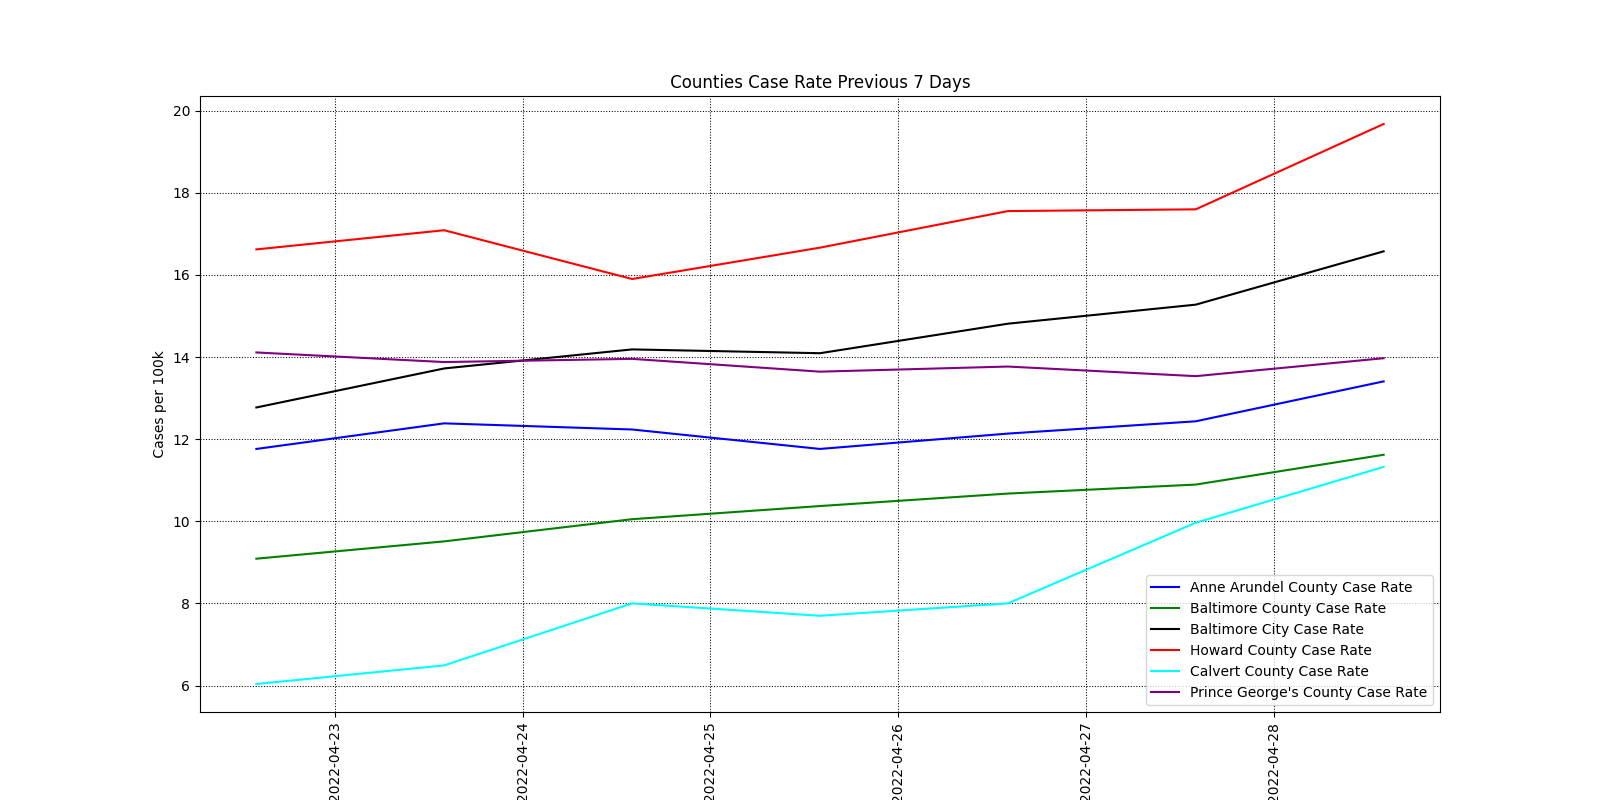 Counties Case Rate Previous 7 Days
Cases per 100k
20
18
16
14
12
10
8
6
2022-04-23
2022-04-24
2022-04-25
2022-04-26
2022-04-27
2022-04-28
Anne Arundel County Case Rate
Baltimore County Case Rate
Baltimore City Case Rate
Howard County Case Rate
Calvert County Case Rate
Prince George's County Case Rate